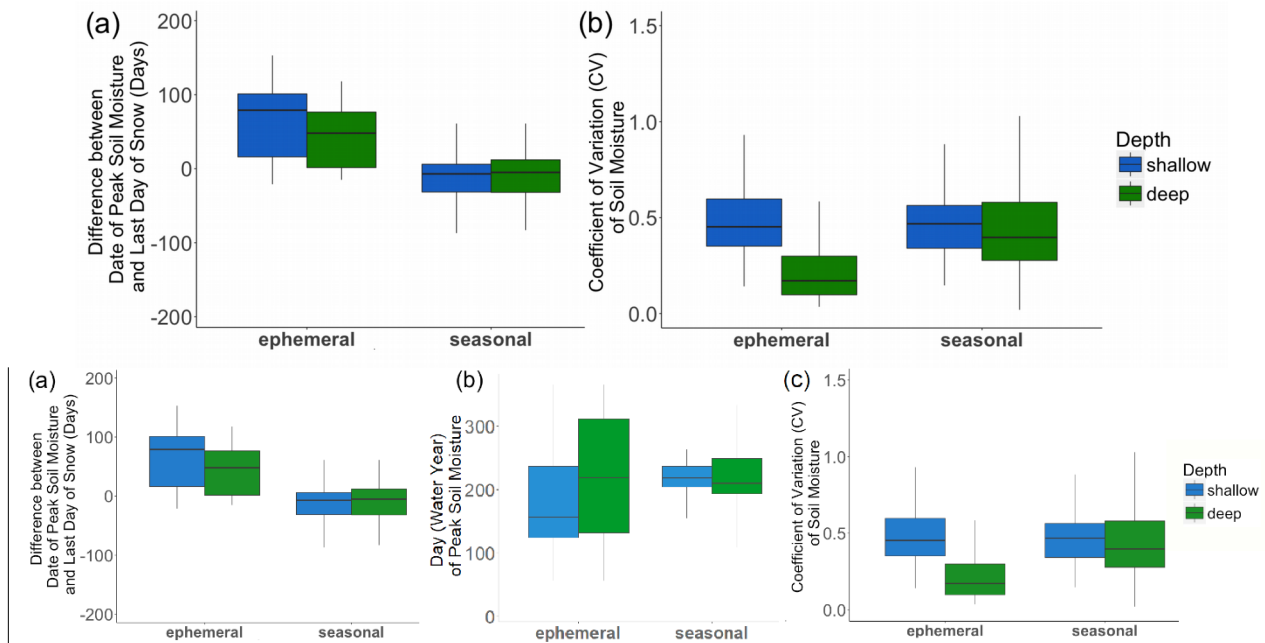 (a)
Difference between
Date of Peak Soil Moisture
and Last Day of Snow (Days)
200
100
0
-100
-200
ephemeral
seasonal
(b)
Coefficient of Variation (CV)
of Soil Moisture
1.5
1.0
0.5
0.0
ephemeral
seasonal
Depth
shallow
deep
(a)
Difference between
Date of Peak Soil Moisture
and Last Day of Snow (Days)
200
100
0
-100
-200
ephemeral
seasonal
(b)
Day (Water Year)
of Peak Soil Moisture
300
200
100
0
ephemeral
seasonal
(c)
Coefficient of Variation (CV)
of Soil Moisture
1.5
1.0
0.5
0.0
ephemeral
seasonal
Depth
shallow
deep